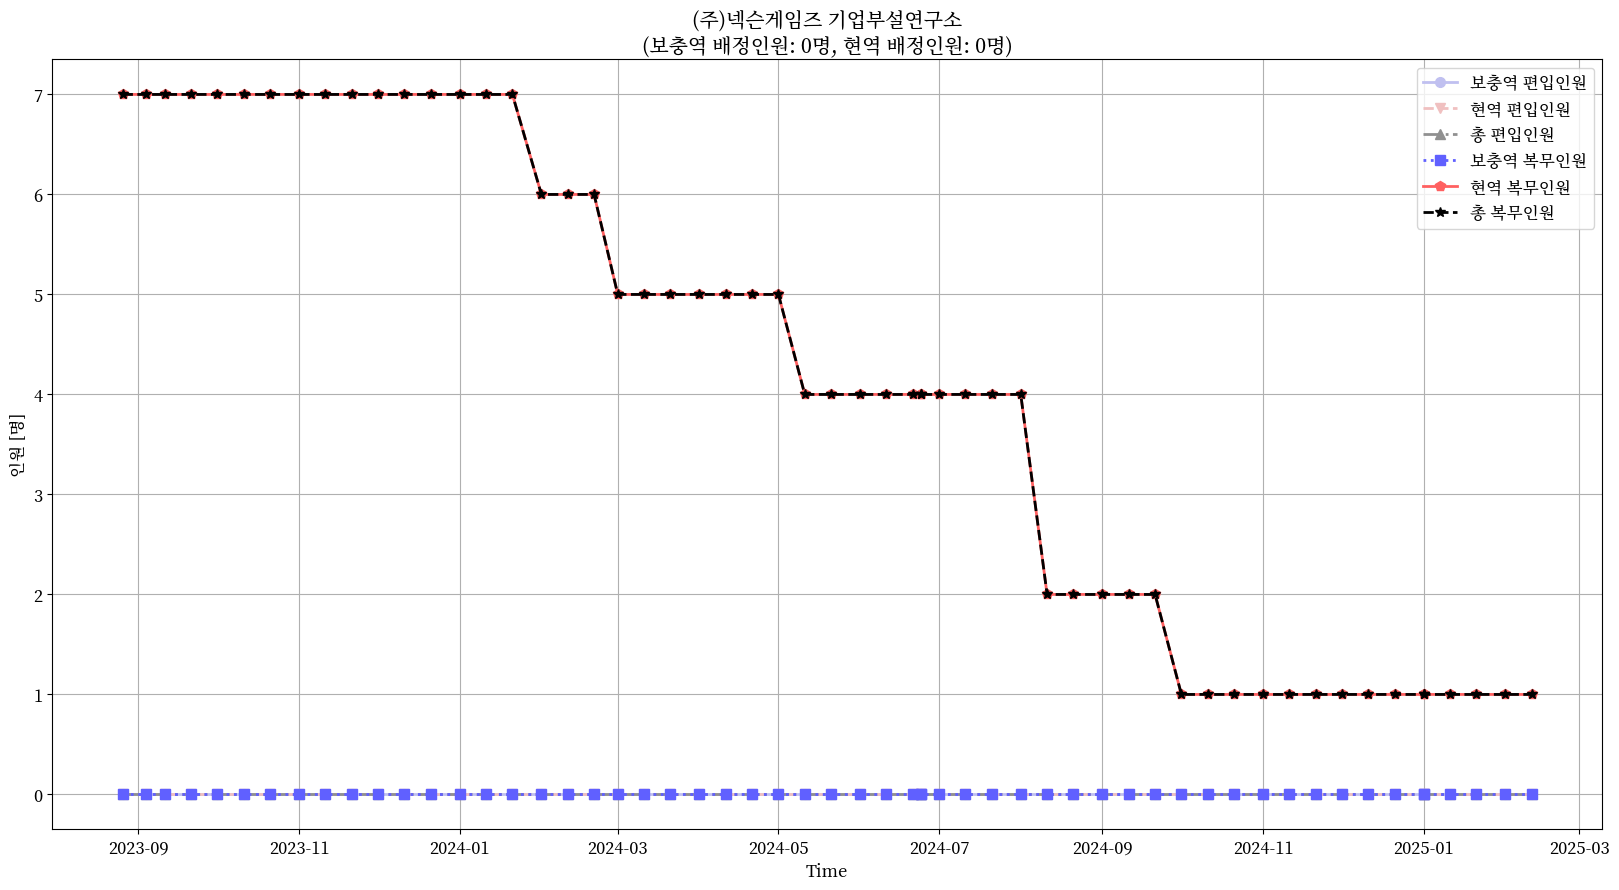 (주)넥슨게임즈 기업부설연구소
(보충역 배정인원: 0명, 현역 배정인원: 0명)
보충역 편입인원
현역 편입인원
총 편입인원
보충역 복무인원
현역 복무인원
총 복무인원
인원 [명]
7
6
5
4
3
2
1
0
2023-09 2023-11 2024-01 2024-03 2024-05 2024-07 2024-09 2024-11 2025-01 2025-03
Time